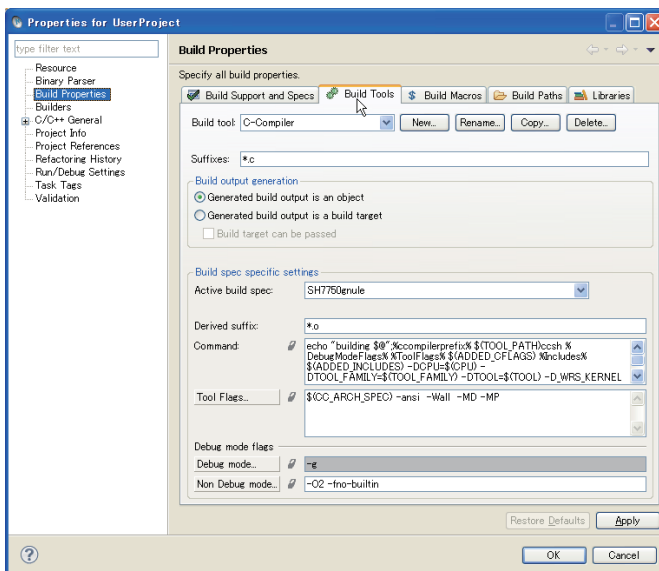 Properties for UserProject
type filter text
Resource
Binary Parser
Build Properties
Builders
C/C++ General
Project Info
Project References
Refactoring History
Run/Debug Settings
Task Tags
Validation
Build Properties
Specify all build properties.
Build Support and Specs
Build Tools
Build Macros
Build Paths
Libraries
Build tool: C-Compiler New... Rename... Copy... Delete...
Suffixes: *.c
Build output generation
Generated build output is an object
Generated build output is a build target
Build target can be passed
Build spec specific settings
Active build spec: SH7750gnule
Derived suffix: *.o
Command: echo "building $@";%ccompilerprefix% $(TOOL_PATH)ccsh %
DebugModeFlags% %ToolFlags% $(ADDED_CFLAGS) %Includes%
$(ADDED_INCLUDES) -DCPU=$(CPU) -
DTOOL_FAMILY=$(TOOL_FAMILY) -DTOOL=$(TOOL) -D_WRS_KERNEL
Tool Flags... $(CC_ARCH_SPEC) -ansi -Wall -MD -MP
Debug mode flags
Debug mode... -g
Non Debug mode... -O2 -fno-builtin
Restore Defaults Apply
OK Cancel